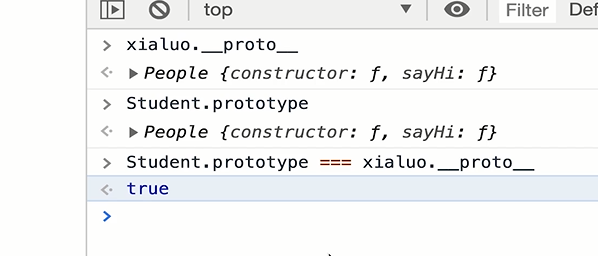 top Filter Def
xialuo.__proto__
People {constructor: ƒ, sayHi: ƒ}
Student.prototype
People {constructor: ƒ, sayHi: ƒ}
Student.prototype === xialuo.__proto__
true